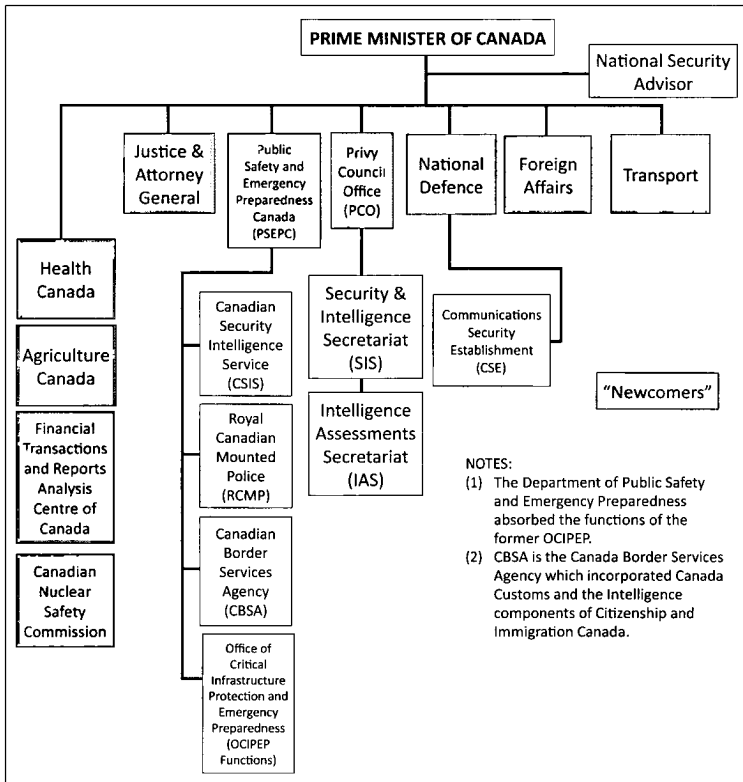 PRIME MINISTER OF CANADA
National Security
Advisor
Justice &
Attorney
General
Public
Safety and
Emergency
Preparedness
Canada
(PSEPC)
Privy
Council
Office
(PCO)
National
Defence
Foreign
Affairs
Transport
Health
Canada
Agriculture
Canada
Financial
Transactions
and Reports
Analysis
Centre of
Canada
Canadian
Nuclear
Safety
Commission
Canadian
Security
Intelligence
Service
(CSIS)
Royal
Canadian
Mounted
Police
(RCMP)
Canadian
Border
Services
Agency
(CBSA)
Office of
Critical
Infrastructure
Protection and
Emergency
Preparedness
(OCIPEP
Functions)
Security &
Intelligence
Secretariat
(SIS)
Intelligence
Assessments
Secretariat
(IAS)
Communications
Security
Establishment
(CSE)
“Newcomers”
NOTES:
(1) The Department of Public Safety
and Emergency Preparedness
absorbed the functions of the
former OCIPEP.
(2) CBSA is the Canada Border Services
Agency which incorporated Canada
Customs and the Intelligence
components of Citizenship and
Immigration Canada.